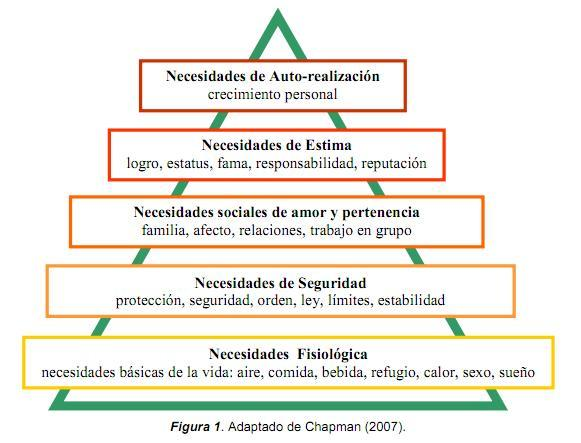 Necesidades de Auto-realización
crecimiento personal
Necesidades de Estima
logro, estatus, fama, responsabilidad, reputación
Necesidades sociales de amor y pertenencia
familia, afecto, relaciones, trabajo en grupo
Necesidades de Seguridad
protección, seguridad, orden, ley, límites, estabilidad
Necesidades Fisiológica
necesidades básicas de la vida: aire, comida, bebida, refugio, calor, sexo, sueño
Figura 1. Adaptado de Chapman (2007).